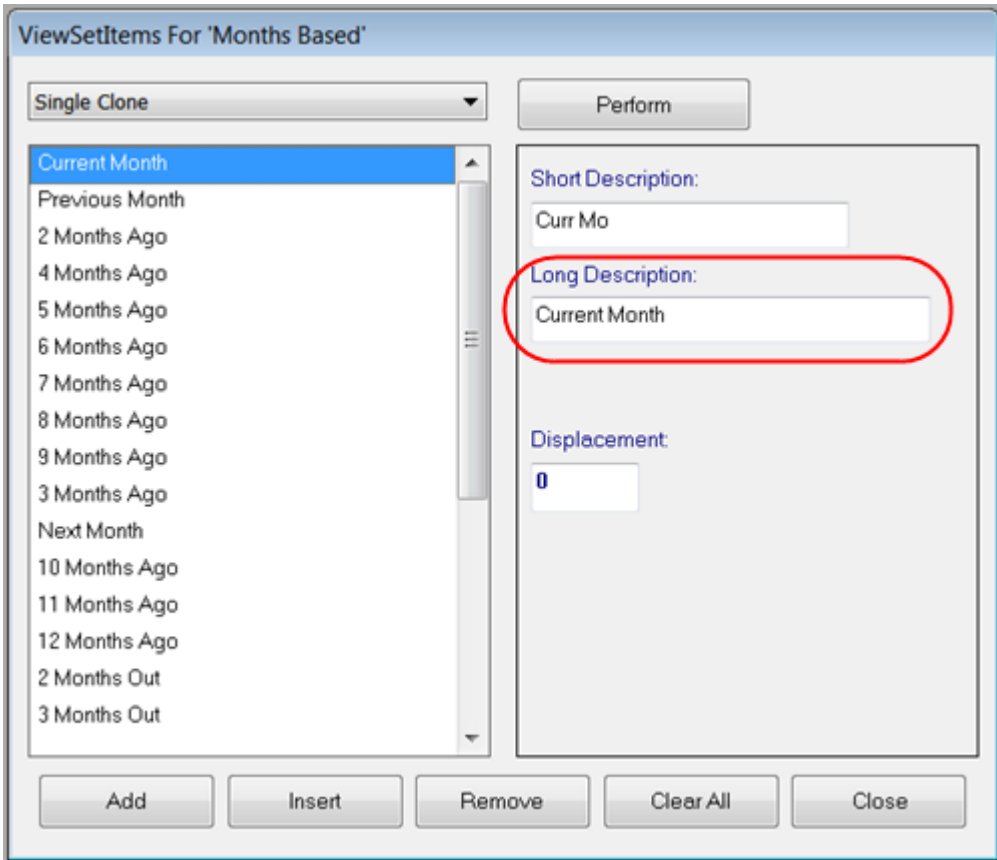 ViewSetItems For 'Months Based'
Single Clone
Perform
Current Month
Previous Month
2 Months Ago
4 Months Ago
5 Months Ago
6 Months Ago
7 Months Ago
8 Months Ago
9 Months Ago
3 Months Ago
Next Month
10 Months Ago
11 Months Ago
12 Months Ago
2 Months Out
3 Months Out
Short Description:
Curr Mo
Long Description:
Current Month
Displacement:
0
Add
Insert
Remove
Clear All
Close